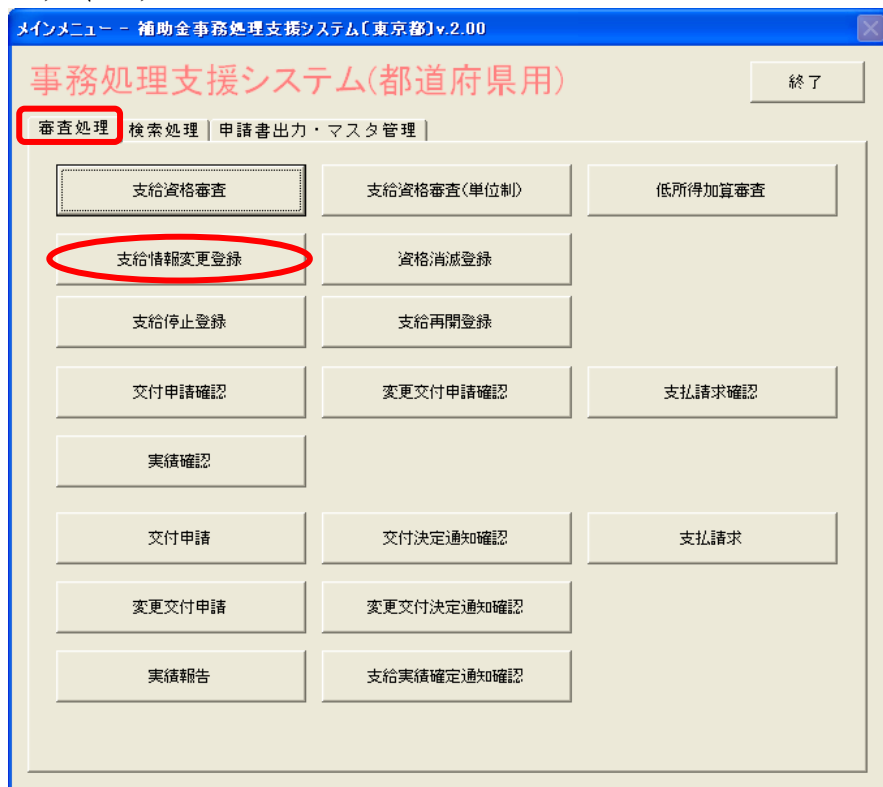 メインメニュー － 補助金事務処理支援システム〔東京都〕v.2.00
事務処理支援システム(都道府県用)
終了
審査処理 検索処理 申請書出力・マスタ管理
支給資格審査 支給資格審査(単位制) 低所得加算審査
支給情報変更登録 資格消滅登録
支給停止登録 支給再開登録
交付申請確認 変更交付申請確認 支払請求確認
実績確認
交付申請 交付決定通知確認 支払請求
変更交付申請 変更交付決定通知確認
実績報告 支給実績確定通知確認